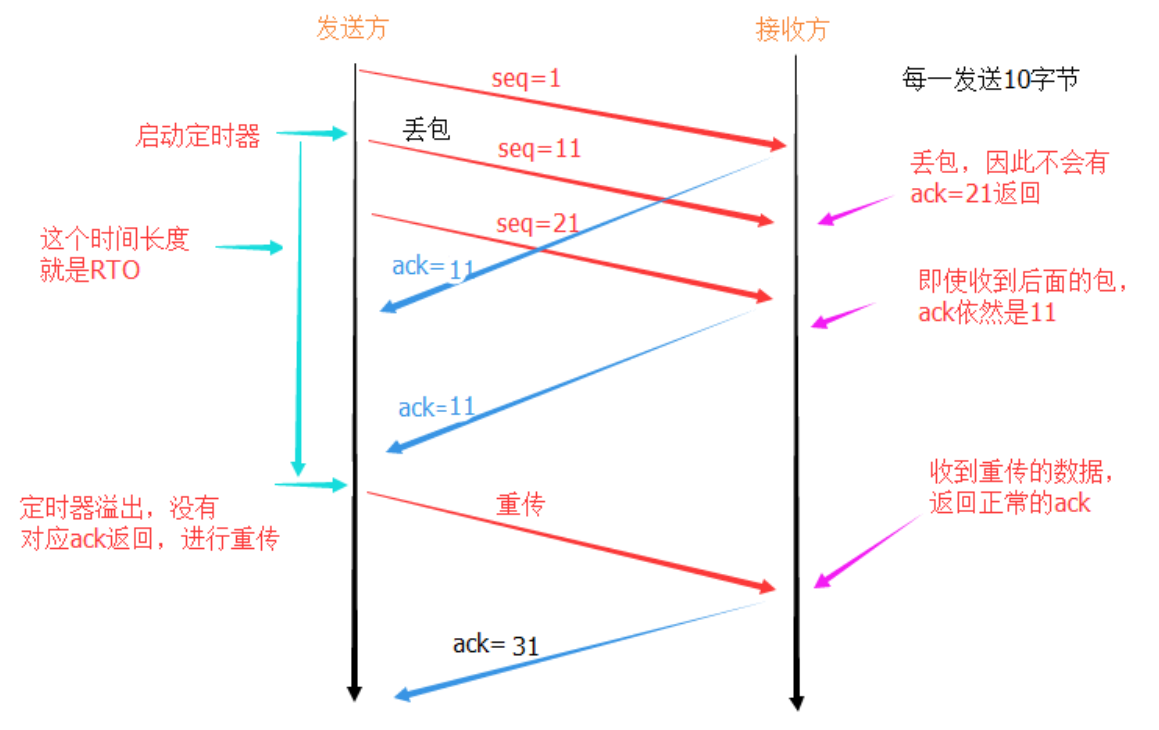 发送方
接收方
seq=1
每一发送10字节
启动定时器
丢包
seq=11
丢包，因此不会有
ack=21返回
这个时间长度
就是RTO
seq=21
ack=11
即使收到后面的包，
ack依然是11
ack=11
收到重传的数据，
返回正常的ack
定时器溢出，没有
对应ack返回，进行重传
重传
ack= 31